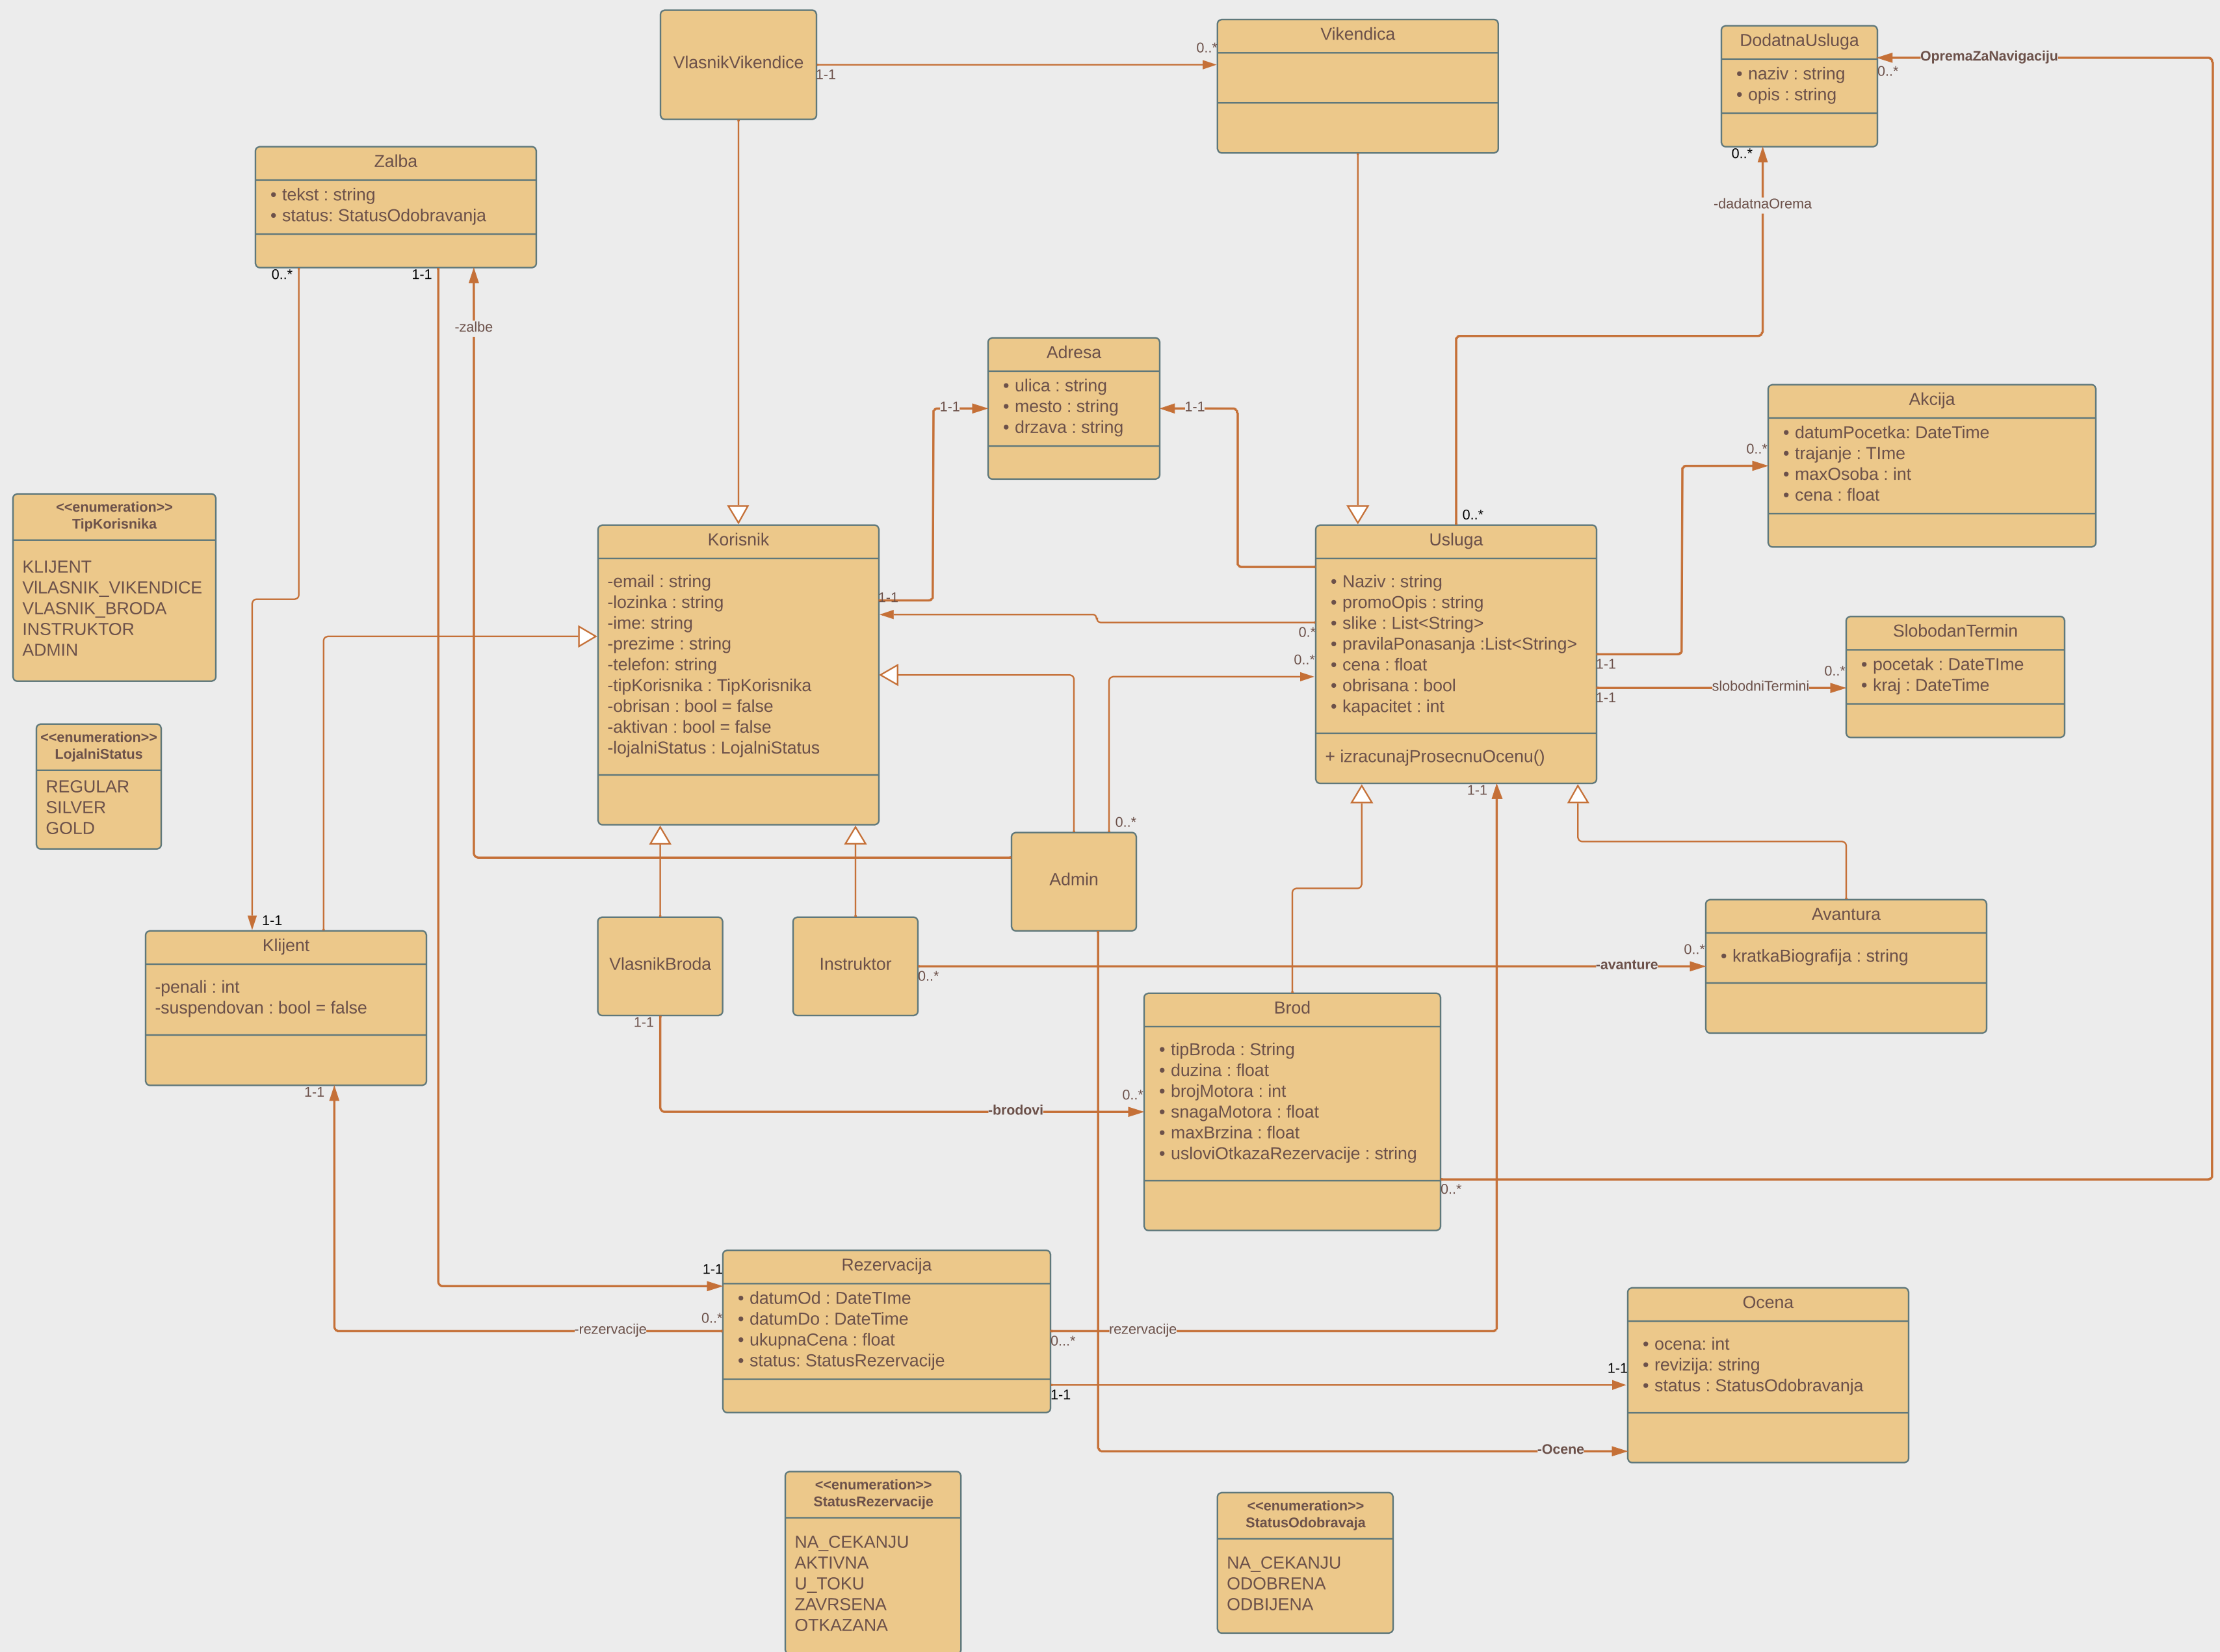 VlasnikVikendice
1-1
0..*
Vikendica
DodatnaUsluga
• naziv : string
• opis : string
0..*
OpremaZaNavigaciju
0..*
-dadatnaOrema
Zalba
• tekst : string
• status: StatusOdobravanja
0..*
1-1
-zalbe
Adresa
• ulica : string
• mesto : string
• drzava : string
1-1
1-1
Akcija
• datumPocetka: DateTime
• trajanje : TIme
• maxOsoba : int
• cena : float
0..*
<<enumeration>>
TipKorisnika
KLIJENT
VlLASNIK_VIKENDICE
VLASNIK_BRODA
INSTRUKTOR
ADMIN
<<enumeration>>
LojalniStatus
REGULAR
SILVER
GOLD
Korisnik
-email : string
-lozinka : string
-ime: string
-prezime : string
-telefon: string
-tipKorisnika : TipKorisnika
-obrisan : bool = false
-aktivan : bool = false
-lojalniStatus : LojalniStatus
1-1
0..*
Usluga
• Naziv : string
• promoOpis : string
• slike : List<String>
• pravilaPonasanja :List<String>
• cena : float
• obrisana : bool
• kapacitet : int
+ izracunajProsecnuOcenu()
0.*
0..*
1-1
1-1
slobodniTermini
0..*
SlobodanTermin
• pocetak : DateTIme
• kraj : DateTime
1-1
0..*
Admin
1-1
Klijent
-penali : int
-suspendovan : bool = false
1-1
VlasnikBroda
1-1
Instruktor
0..*
-avanture
0..*
Avantura
• kratkaBiografija : string
-brodovi
0..*
Brod
• tipBroda : String
• duzina : float
• brojMotora : int
• snagaMotora : float
• maxBrzina : float
• usloviOtkazaRezervacije : string
0..*
1-1
0..*
-rezervacije
Rezervacija
• datumOd : DateTIme
• datumDo : DateTime
• ukupnaCena : float
• status: StatusRezervacije
0...*
rezervacije
1-1
1-1
-Ocene
Ocena
• ocena: int
• revizija: string
• status : StatusOdobravanja
<<enumeration>>
StatusRezervacije
NA_CEKANJU
AKTIVNA
U_TOKU
ZAVRSENA
OTKAZANA
<<enumeration>>
StatusOdobravaja
NA_CEKANJU
ODOBRENA
ODBIJENA